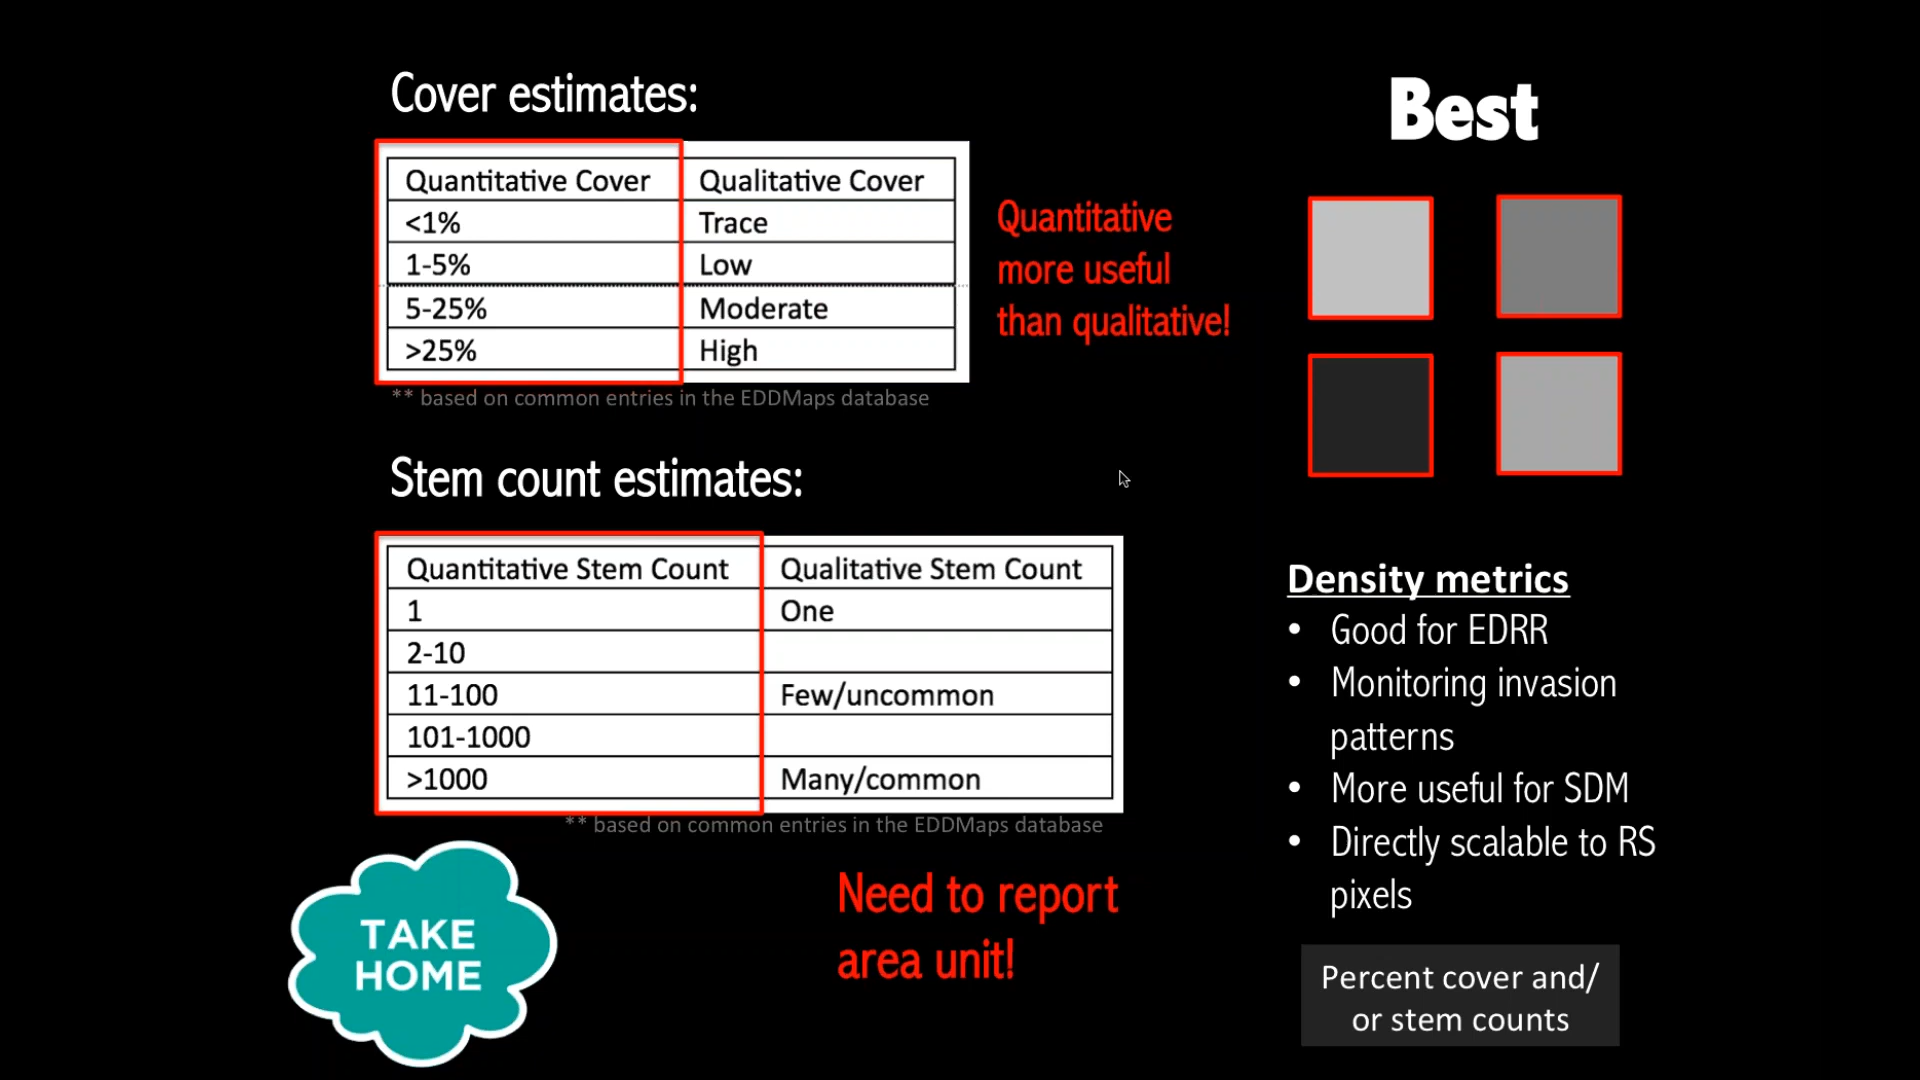 Cover estimates:
Quantitative Cover Qualitative Cover
<1% Trace
1-5% Low
5-25% Moderate
>25% High
** based on common entries in the EDDMaps database
Quantitative
more useful
than qualitative!
Stem count estimates:
Quantitative Stem Count Qualitative Stem Count
1 One
2-10
11-100 Few/uncommon
101-1000
>1000 Many/common
** based on common entries in the EDDMaps database
TAKE
HOME
Need to report
area unit!
Best
Density metrics
• Good for EDRR
• Monitoring invasion
patterns
• More useful for SDM
• Directly scalable to RS
pixels
Percent cover and/
or stem counts